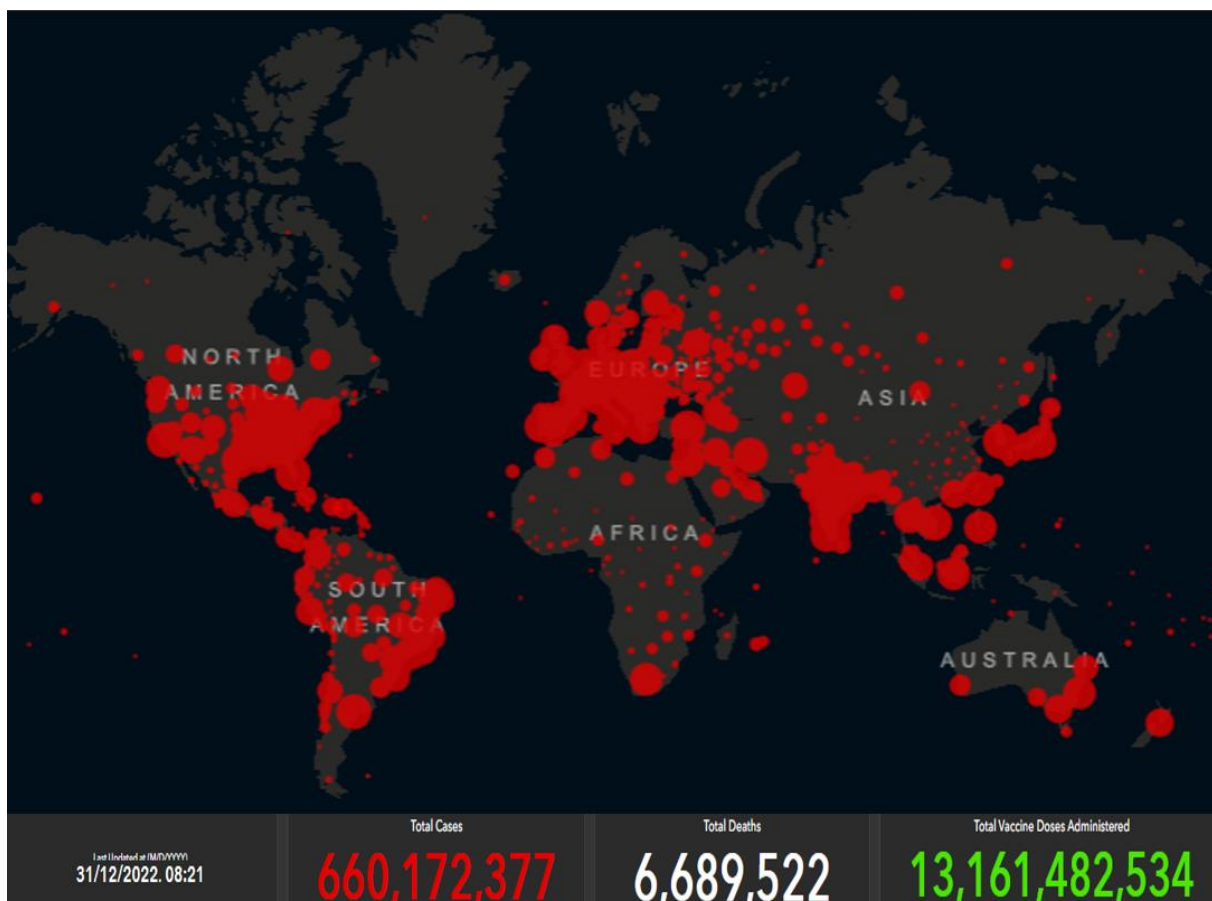 NORTH
AMERICA
EUROPE
ASIA
AFRICA
SOUTH
AMERICA
AUSTRALIA
Last Updated at (M/D/YYYY)
31/12/2022. 08:21
Total Cases
660,172,377
Total Deaths
6,689,522
Total Vaccine Doses Administered
13,161,482,534